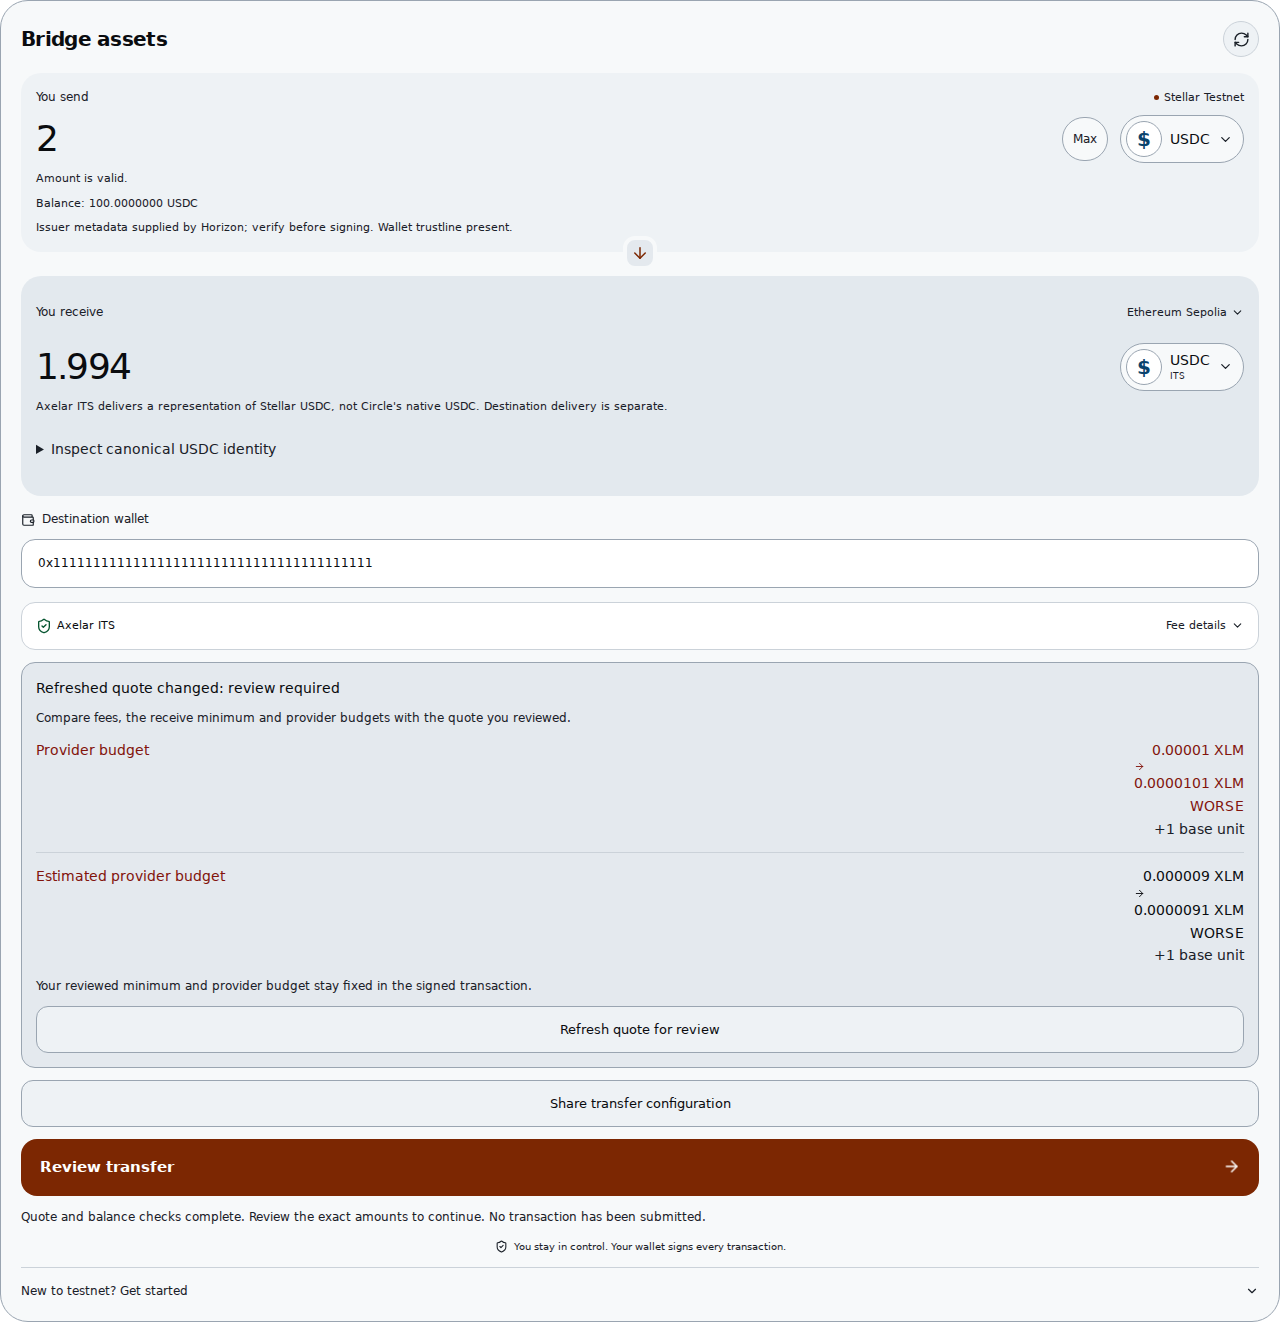 Bridge assets
You send
Stellar Testnet
2
Max
$ USDC
Amount is valid.
Balance: 100.0000000 USDC
Issuer metadata supplied by Horizon; verify before signing. Wallet trustline present.
You receive
Ethereum Sepolia
1.994
$ USDC
ITS
Axelar ITS delivers a representation of Stellar USDC, not Circle's native USDC. Destination delivery is separate.
Inspect canonical USDC identity
Destination wallet
0x1111111111111111111111111111111111111111
Axelar ITS
Fee details
Refreshed quote changed: review required
Compare fees, the receive minimum and provider budgets with the quote you reviewed.
Provider budget
0.00001 XLM
→
0.0000101 XLM
WORSE
+1 base unit
Estimated provider budget
0.000009 XLM
→
0.0000091 XLM
WORSE
+1 base unit
Your reviewed minimum and provider budget stay fixed in the signed transaction.
Refresh quote for review
Share transfer configuration
Review transfer
Quote and balance checks complete. Review the exact amounts to continue. No transaction has been submitted.
You stay in control. Your wallet signs every transaction.
New to testnet? Get started